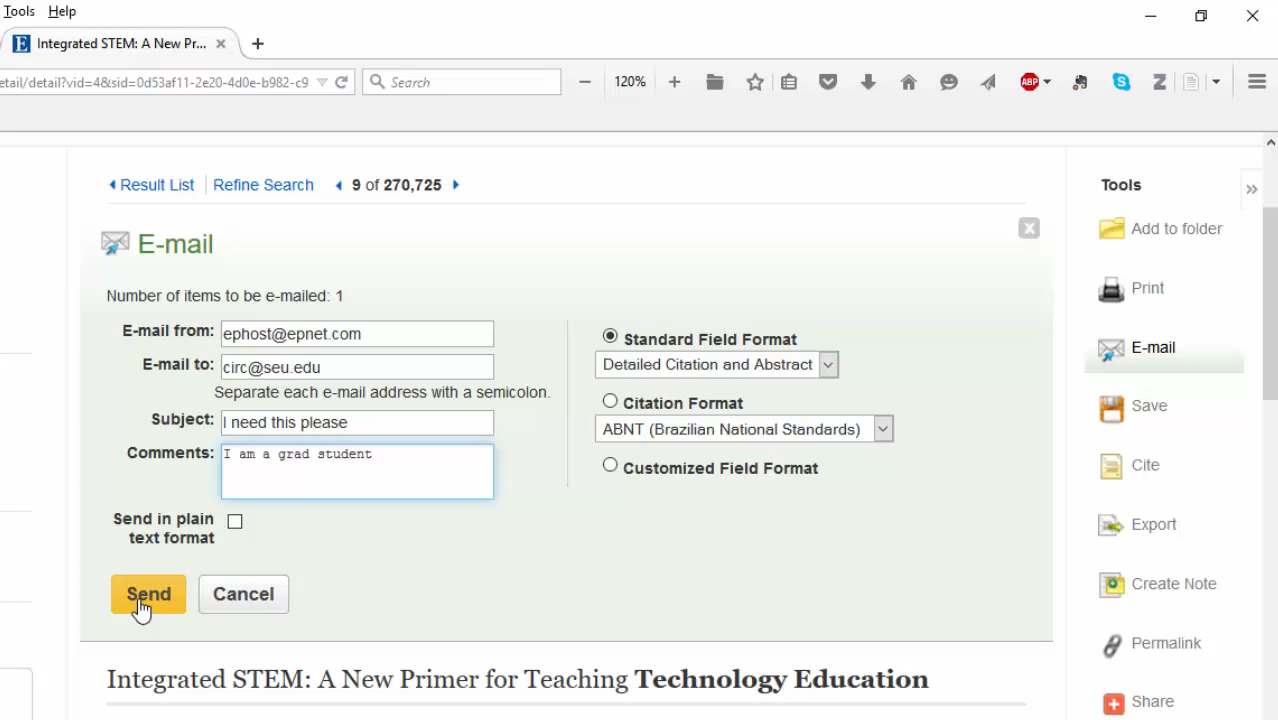 Tools Help
Integrated STEM: A New Pr...
etail/detail?vid=4&sid=0d53af11-2e20-4d0e-b982-c9
Search
120%
ABP
Result List Refine Search 9 of 270,725
Tools
Add to folder
Print
E-mail
Save
Cite
Export
Create Note
Permalink
Share
E-mail
Number of items to be e-mailed: 1
E-mail from: ephost@epnet.com
E-mail to: circ@seu.edu
Separate each e-mail address with a semicolon.
Subject: I need this please
Comments: I am a grad student
Send in plain
text format
Standard Field Format
Detailed Citation and Abstract
Citation Format
ABNT (Brazilian National Standards)
Customized Field Format
Send Cancel
Integrated STEM: A New Primer for Teaching Technology Education